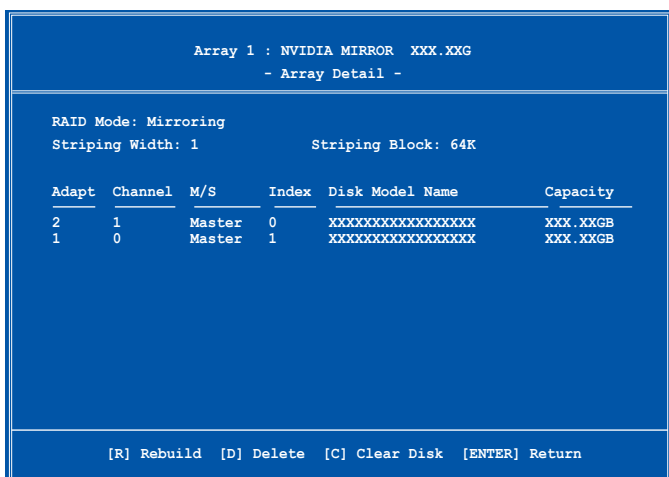 Array 1 : NVIDIA MIRROR XXX.XXG
- Array Detail -
RAID Mode: Mirroring
Striping Width: 1 Striping Block: 64K
Adapt Channel M/S Index Disk Model Name Capacity
2 1 Master 0 XXXXXXXXXXXXXXXXX XXX.XXGB
1 0 Master 1 XXXXXXXXXXXXXXXXX XXX.XXGB
[R] Rebuild [D] Delete [C] Clear Disk [ENTER] Return